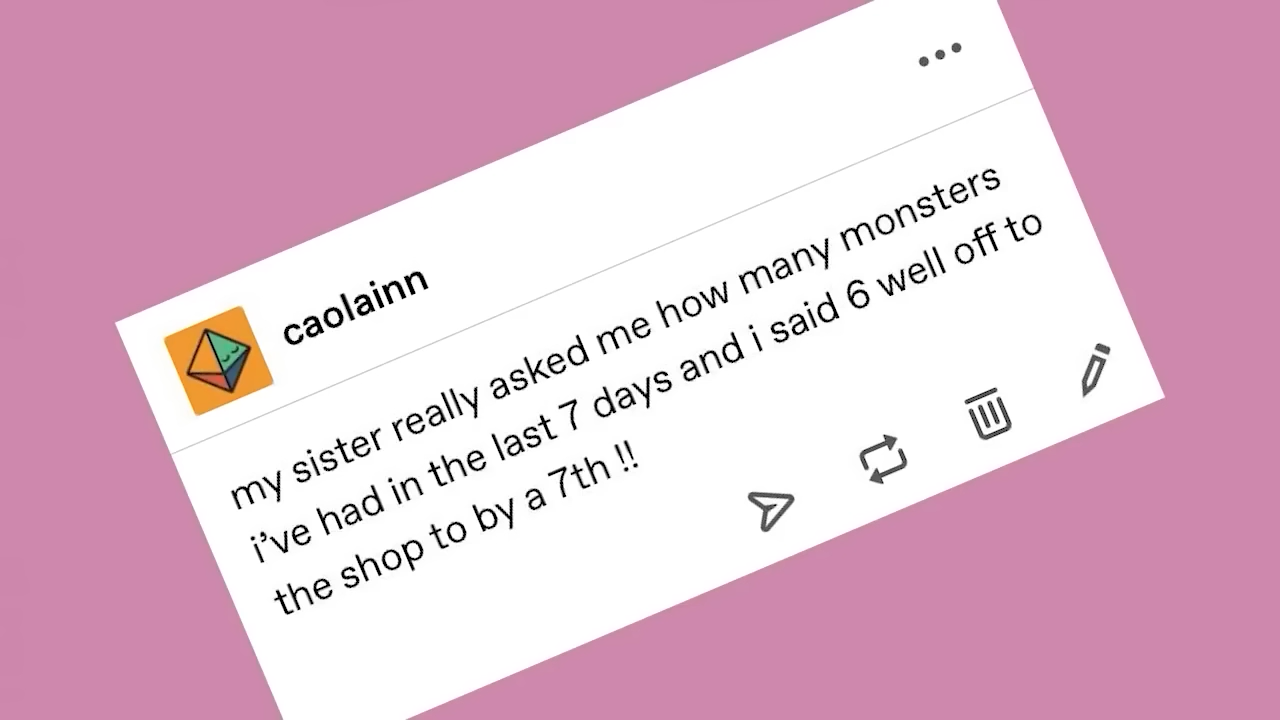 caolainn
my sister really asked me how many monsters
i've had in the last 7 days and i said 6 well off to
the shop to by a 7th !!